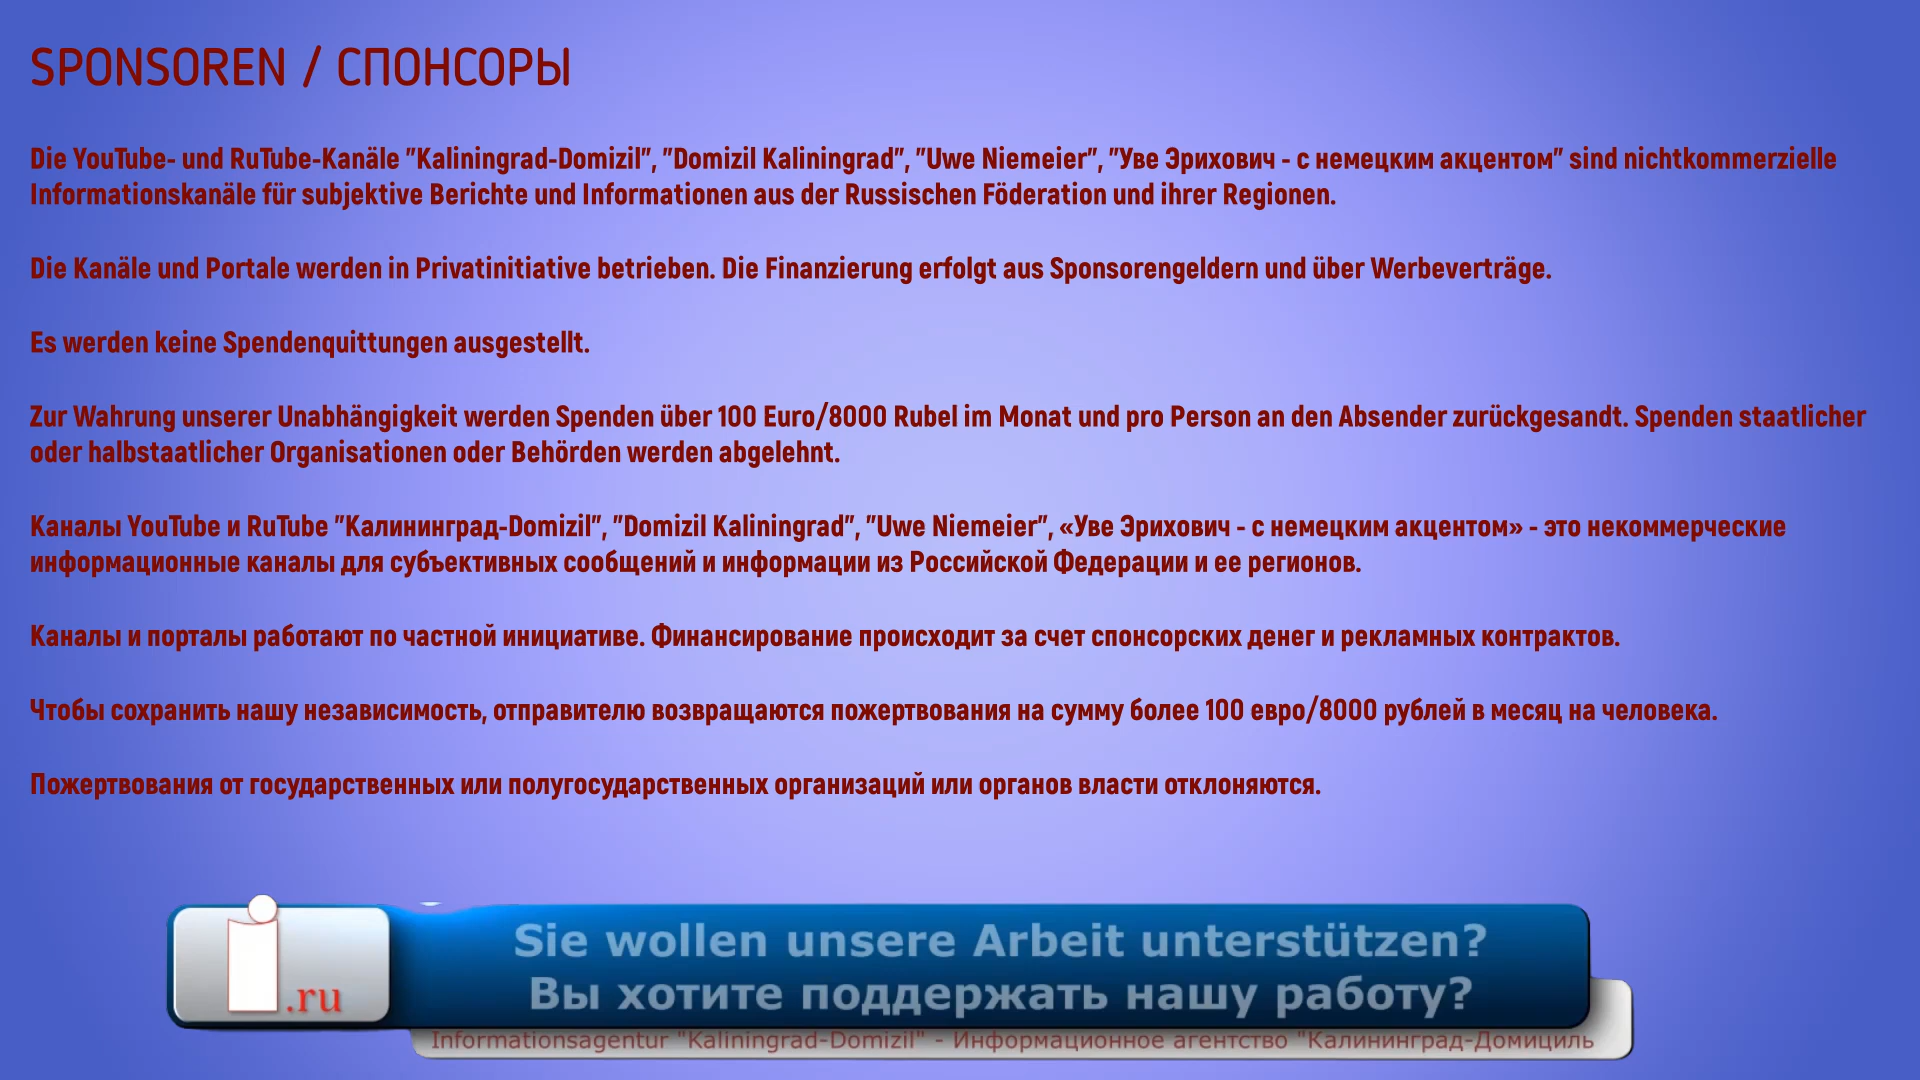 SPONSOREN / СПОНСОРЫ
Die YouTube- und RuTube-Kanäle "Kaliningrad-Domizil", "Domizil Kaliningrad", "Uwe Niemeier", "Уве Эрихович - с немецким акцентом" sind nichtkommerzielle
Informationskanäle für subjektive Berichte und Informationen aus der Russischen Föderation und ihrer Regionen.
Die Kanäle und Portale werden in Privatinitiative betrieben. Die Finanzierung erfolgt aus Sponsorengeldern und über Werbeverträge.
Es werden keine Spendenquittungen ausgestellt.
Zur Wahrung unserer Unabhängigkeit werden Spenden über 100 Euro/8000 Rubel im Monat und pro Person an den Absender zurückgesandt. Spenden staatlicher
oder halbstaatlicher Organisationen oder Behörden werden abgelehnt.
Каналы YouTube и RuTube "Калининград-Domizil", "Domizil Kaliningrad", "Uwe Niemeier", «Уве Эрихович - с немецким акцентом» - это некоммерческие
информационные каналы для субъективных сообщений и информации из Российской Федерации и ее регионов.
Каналы и порталы работают по частной инициативе. Финансирование происходит за счет спонсорских денег и рекламных контрактов.
Чтобы сохранить нашу независимость, отправителю возвращаются пожертвования на сумму более 100 евро/8000 рублей в месяц на человека.
Пожертвования от государственных или полугосударственных организаций или органов власти отклоняются.
i.ru
Sie wollen unsere Arbeit unterstützen?
Вы хотите поддержать нашу работу?
Informationsagentur "Kaliningrad-Domizil" - Информационное агентство "Калининград-Домициль